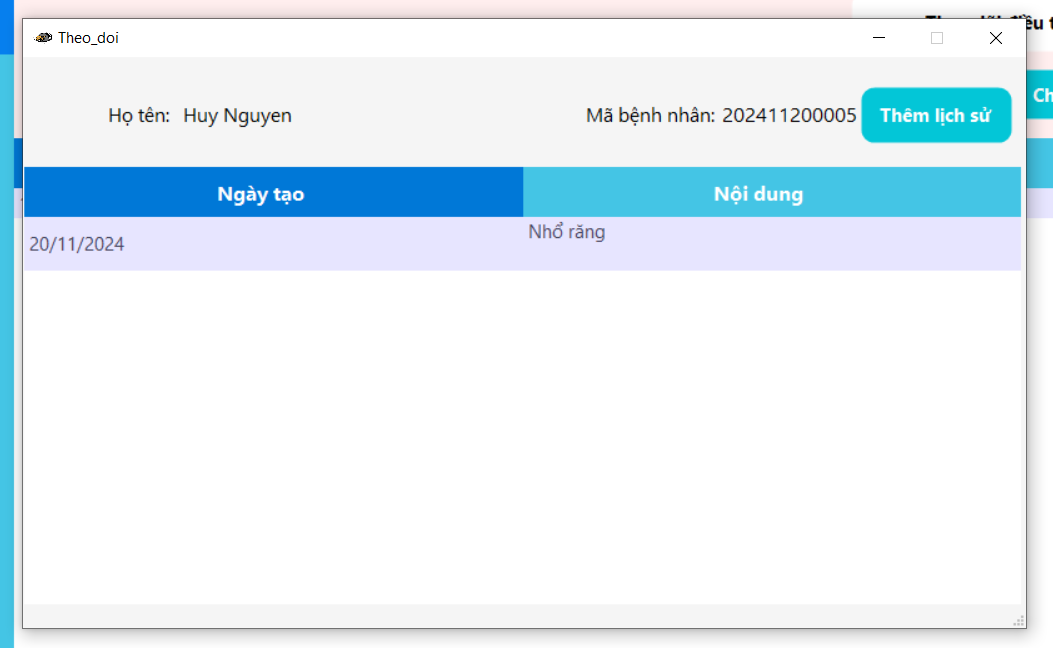 Theo_doi
Họ tên: Huy Nguyen
Mã bệnh nhân: 202411200005
Thêm lịch sử
Ngày tạo
Nội dung
20/11/2024
Nhổ răng
Ch